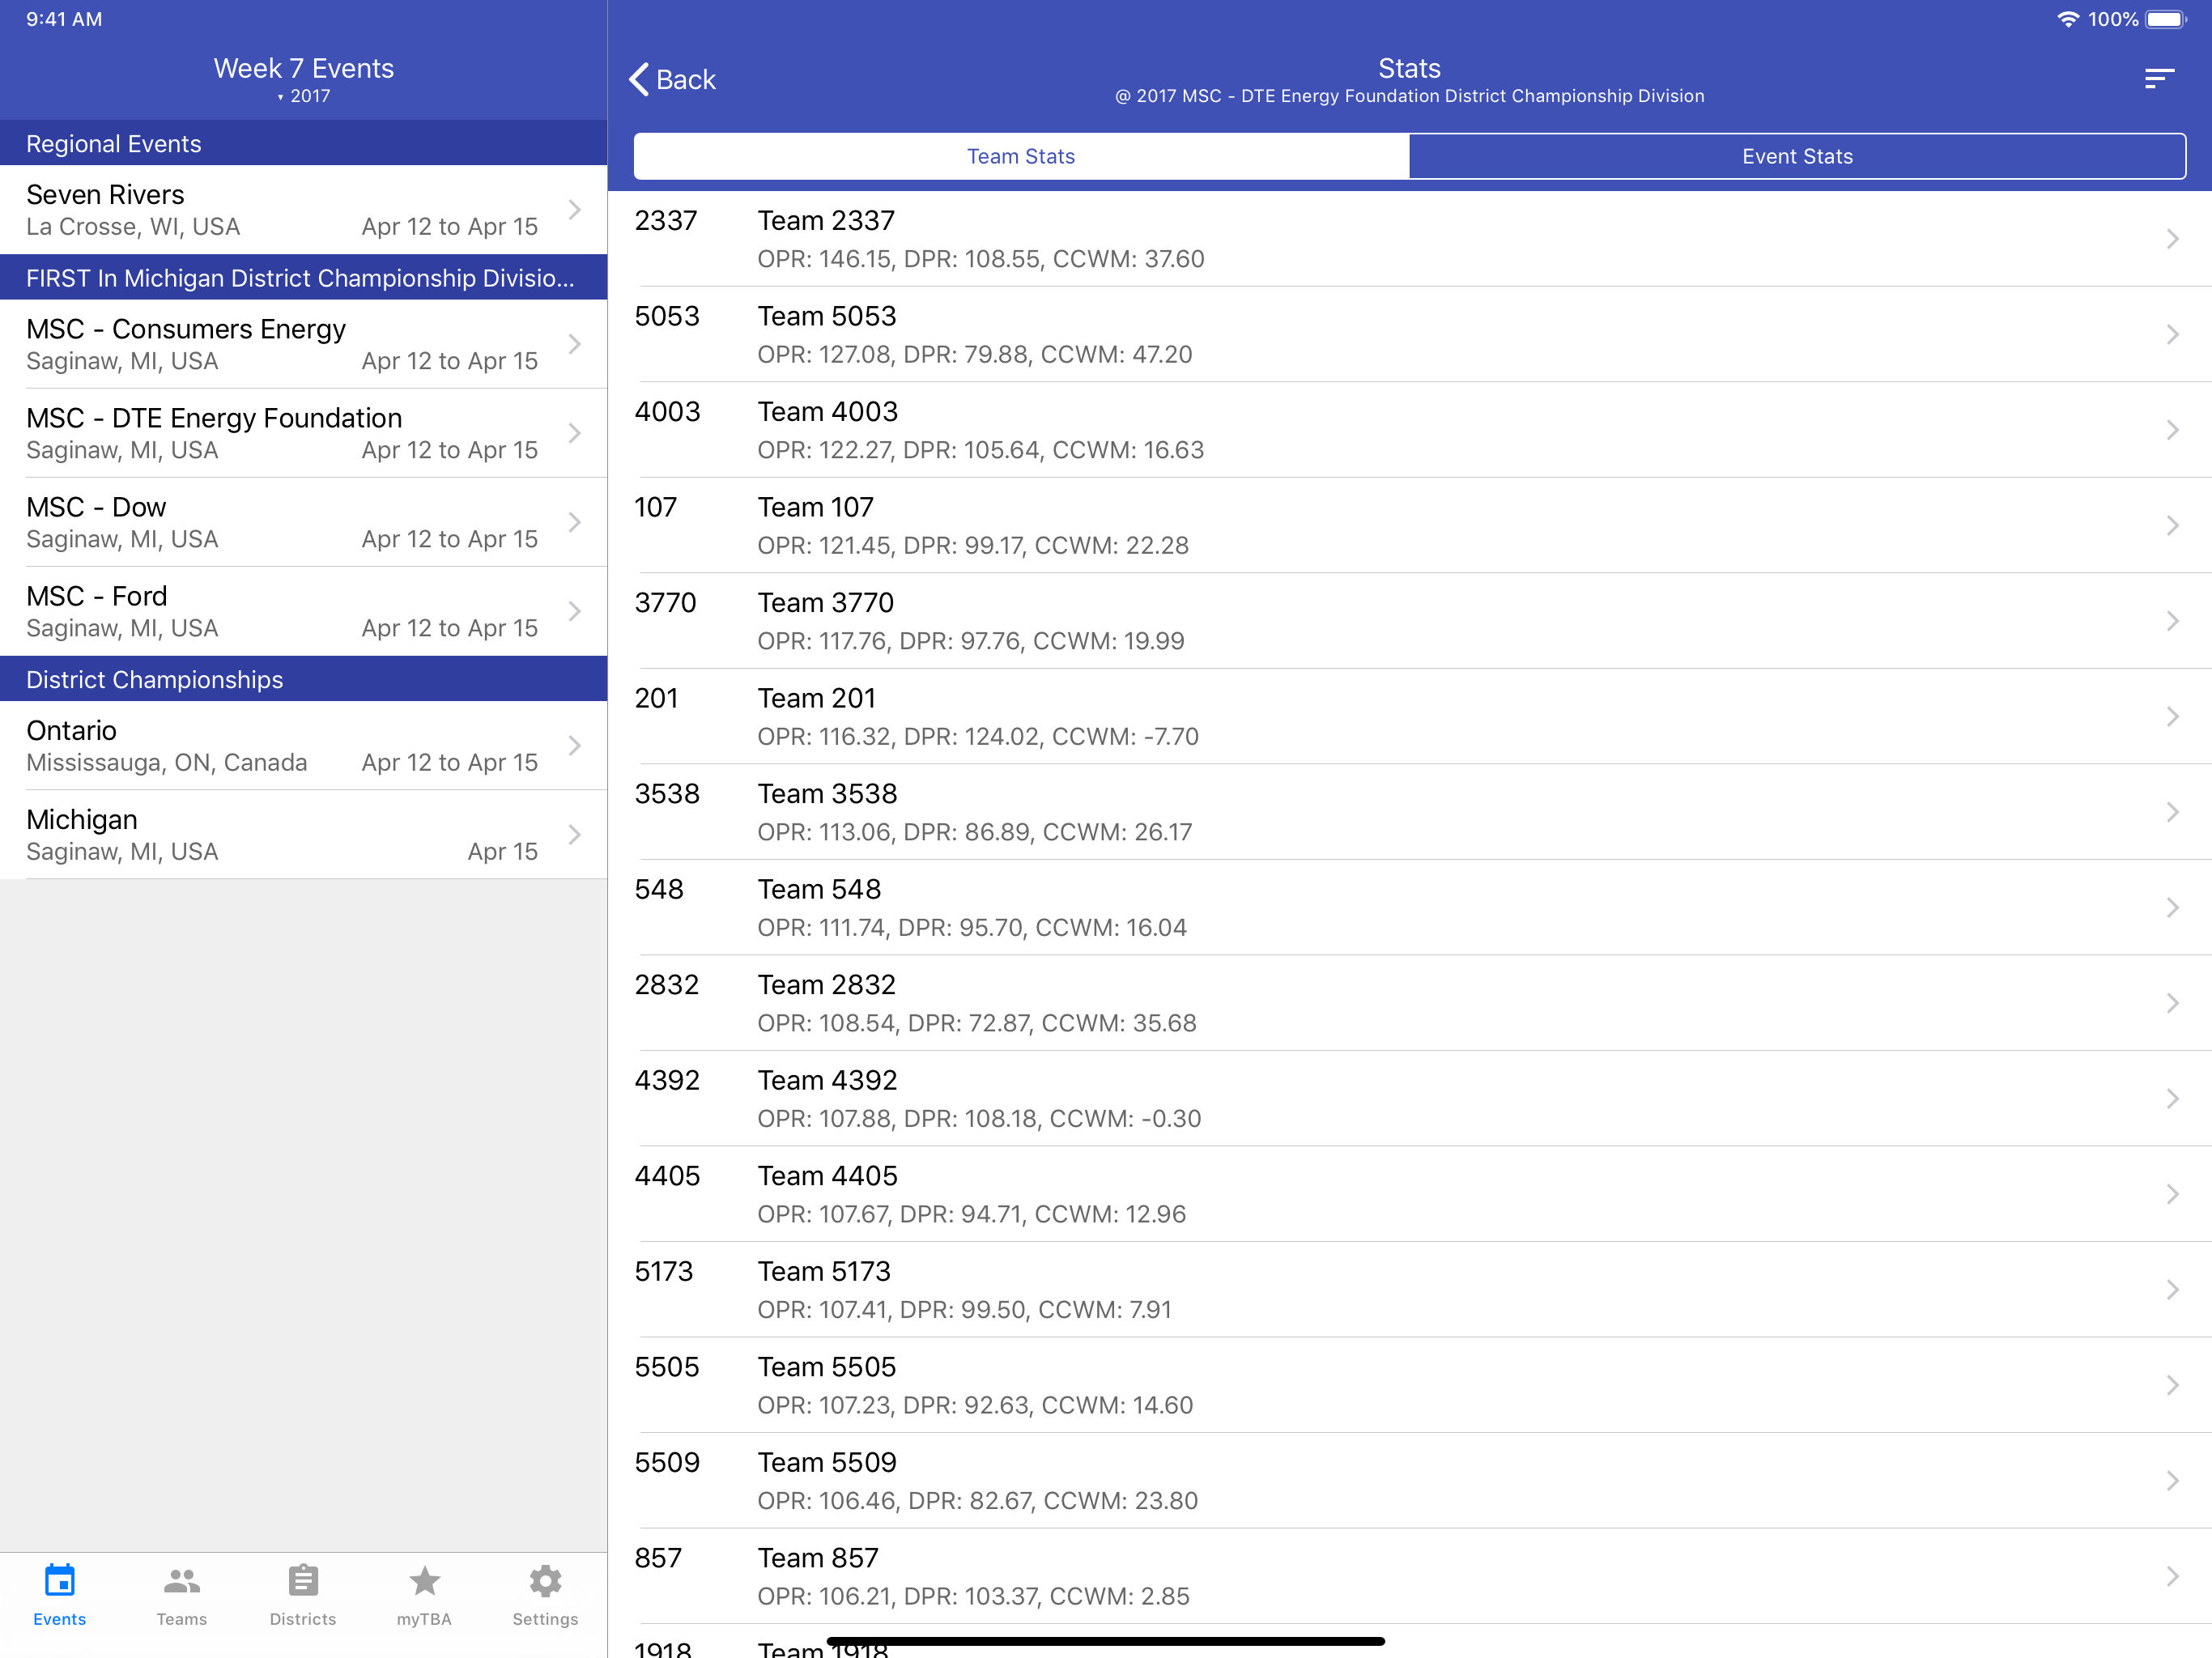 9:41 AM
100%
Week 7 Events
▾ 2017
Regional Events
Seven Rivers
La Crosse, WI, USA Apr 12 to Apr 15
FIRST In Michigan District Championship Divisio...
MSC - Consumers Energy
Saginaw, MI, USA Apr 12 to Apr 15
MSC - DTE Energy Foundation
Saginaw, MI, USA Apr 12 to Apr 15
MSC - Dow
Saginaw, MI, USA Apr 12 to Apr 15
MSC - Ford
Saginaw, MI, USA Apr 12 to Apr 15
District Championships
Ontario
Mississauga, ON, Canada Apr 12 to Apr 15
Michigan
Saginaw, MI, USA Apr 15
Events Teams Districts myTBA Settings
Back
Stats
@ 2017 MSC - DTE Energy Foundation District Championship Division
Team Stats Event Stats
2337 Team 2337
OPR: 146.15, DPR: 108.55, CCWM: 37.60
5053 Team 5053
OPR: 127.08, DPR: 79.88, CCWM: 47.20
4003 Team 4003
OPR: 122.27, DPR: 105.64, CCWM: 16.63
107 Team 107
OPR: 121.45, DPR: 99.17, CCWM: 22.28
3770 Team 3770
OPR: 117.76, DPR: 97.76, CCWM: 19.99
201 Team 201
OPR: 116.32, DPR: 124.02, CCWM: -7.70
3538 Team 3538
OPR: 113.06, DPR: 86.89, CCWM: 26.17
548 Team 548
OPR: 111.74, DPR: 95.70, CCWM: 16.04
2832 Team 2832
OPR: 108.54, DPR: 72.87, CCWM: 35.68
4392 Team 4392
OPR: 107.88, DPR: 108.18, CCWM: -0.30
4405 Team 4405
OPR: 107.67, DPR: 94.71, CCWM: 12.96
5173 Team 5173
OPR: 107.41, DPR: 99.50, CCWM: 7.91
5505 Team 5505
OPR: 107.23, DPR: 92.63, CCWM: 14.60
5509 Team 5509
OPR: 106.46, DPR: 82.67, CCWM: 23.80
857 Team 857
OPR: 106.21, DPR: 103.37, CCWM: 2.85
1918 Team 1918